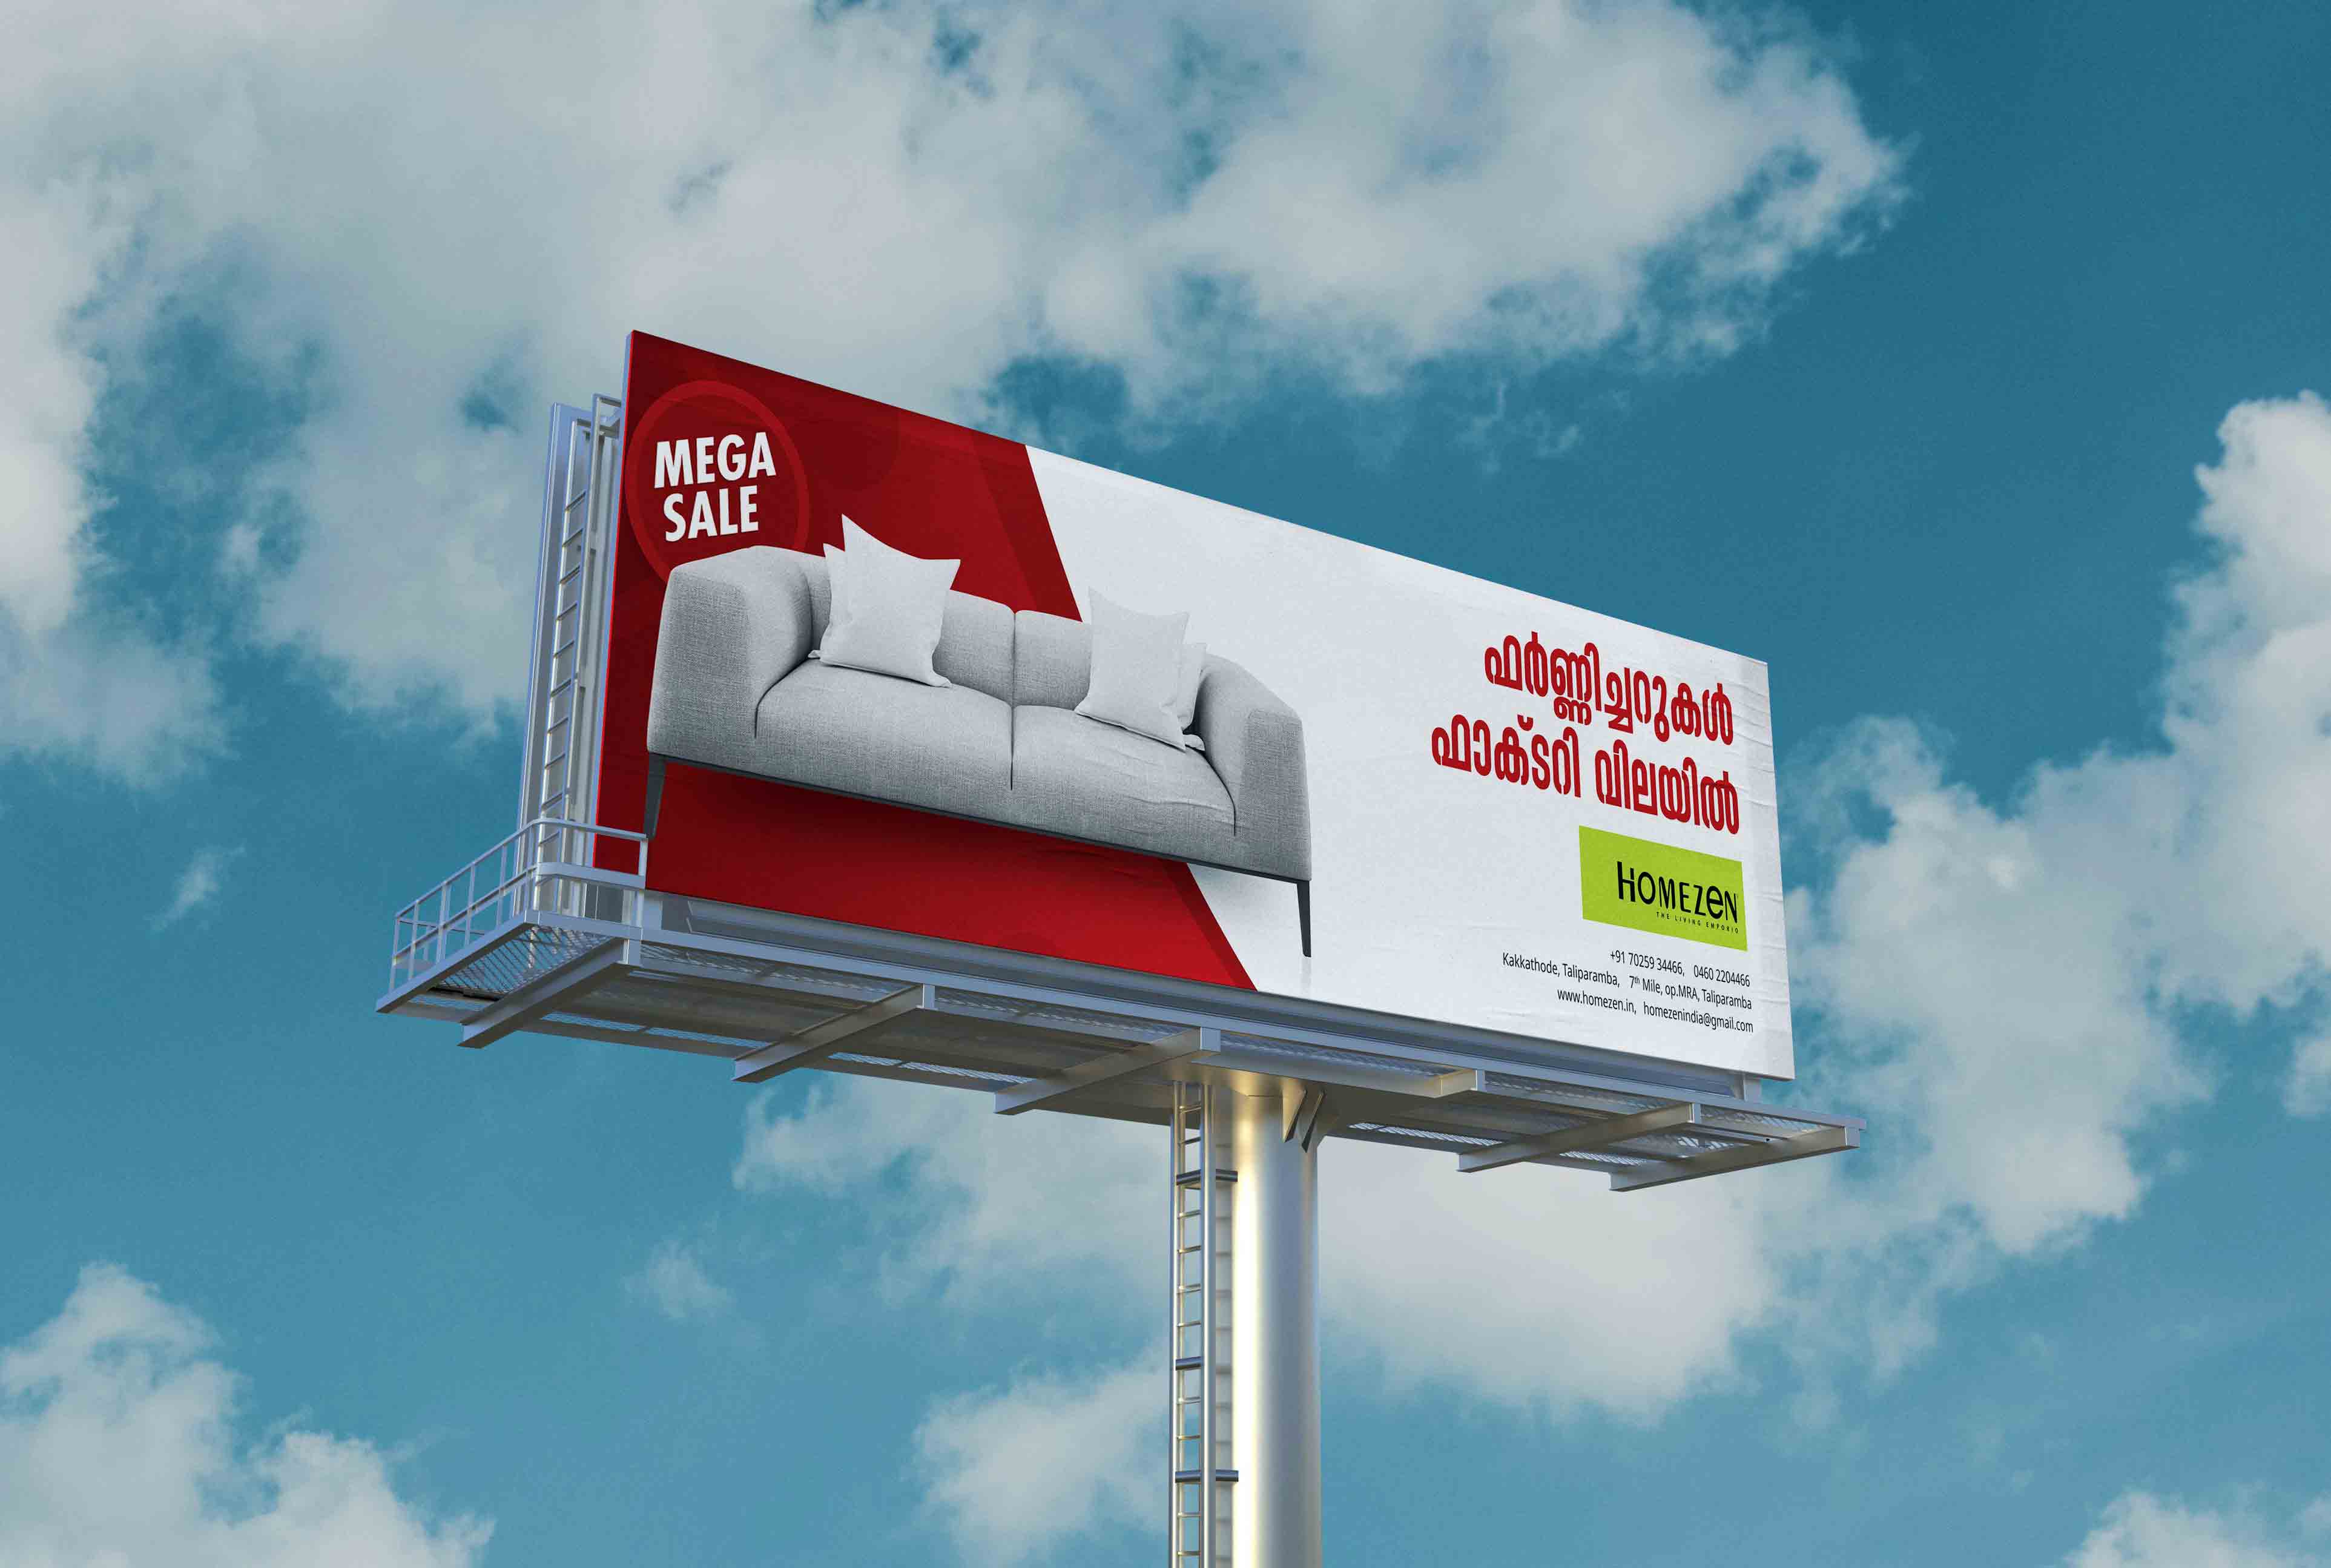 MEGA
SALE
ഫർണ്ണിച്ചറുകൾ
ഫാക്ടറി വിലയിൽ
HOMEZEN
THE LIVING EMPORIO
+91 70259 34466, 0460 2204466
Kakkathode, Taliparamba, 7th Mile, op.MRA, Taliparamba
www.homezen.in, homezenindia@gmail.com